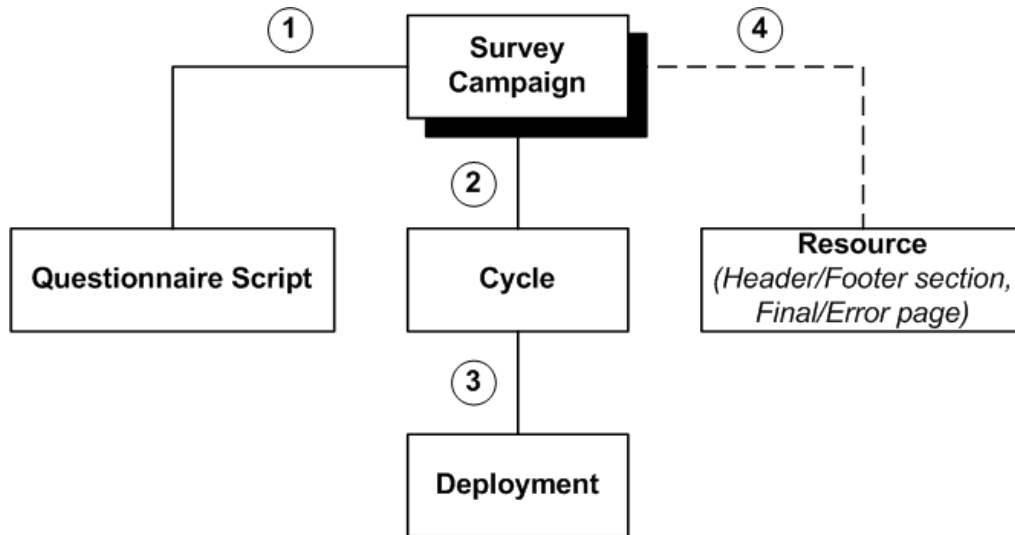 1
Survey
Campaign
4
2
Questionnaire Script
Cycle
Resource
(Header/Footer section,
Final/Error page)
3
Deployment